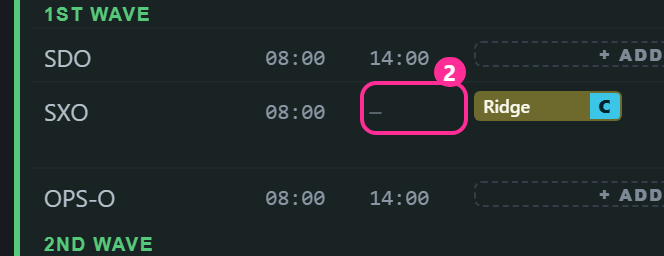 1ST WAVE
SDO 08:00 14:00 + ADD
2
SXO 08:00 — Ridge C
OPS-O 08:00 14:00 + ADD
2ND WAVE